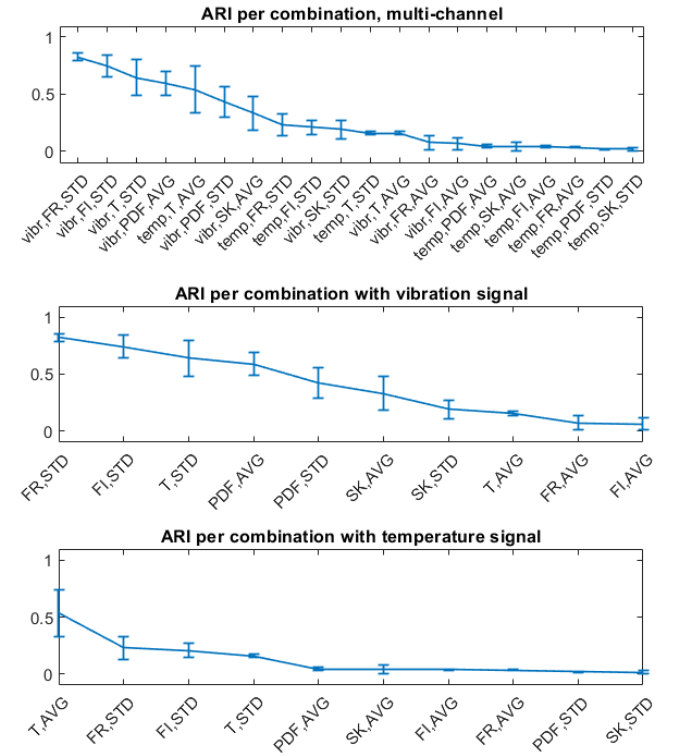 ARI per combination, multi-channel
1
0.5
0
vibr,FR,STD
vibr,FI,STD
vibr,T,STD
vibr,PDF,AVG
temp,T,AVG
vibr,PDF,STD
vibr,SK,AVG
temp,FR,STD
temp,FI,STD
vibr,SK,STD
temp,T,STD
vibr,T,AVG
vibr,FR,AVG
vibr,FI,AVG
temp,PDF,AVG
temp,SK,AVG
temp,FI,AVG
temp,FR,AVG
temp,PDF,STD
temp,SK,STD
ARI per combination with vibration signal
1
0.5
0
FR,STD
FI,STD
T,STD
PDF,AVG
PDF,STD
SK,AVG
SK,STD
T,AVG
FR,AVG
FI,AVG
ARI per combination with temperature signal
1
0.5
0
T,AVG
FR,STD
FI,STD
T,STD
PDF,AVG
SK,AVG
FI,AVG
FR,AVG
PDF,STD
SK,STD